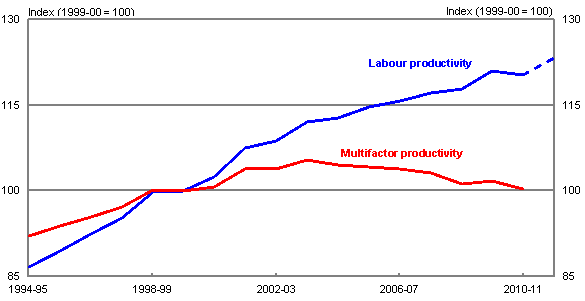 Index (1999-00 = 100) Index (1999-00 = 100)
130 130
Labour productivity
115 115
Multifactor productivity
100 100
85 85
1994-95 1998-99 2002-03 2006-07 2010-11